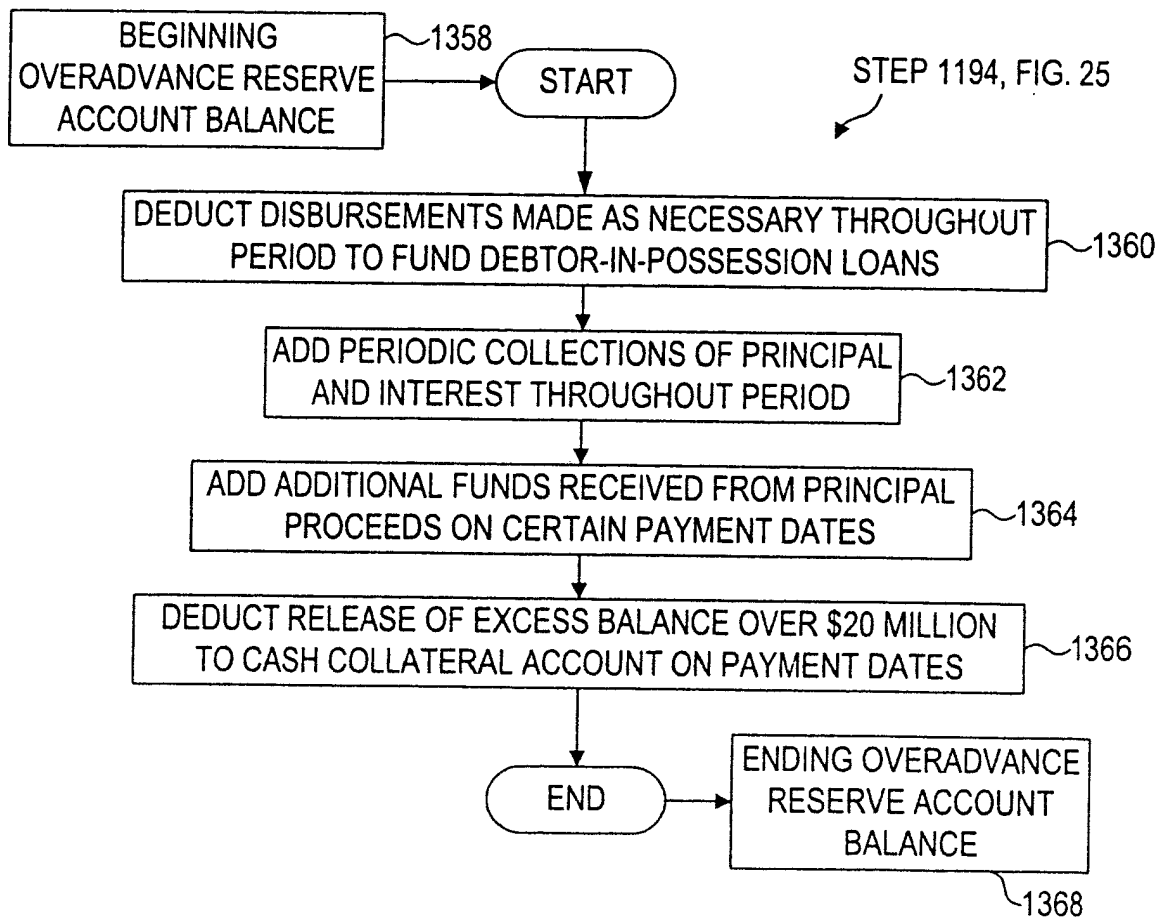 BEGINNING
OVERADVANCE RESERVE
ACCOUNT BALANCE
1358
START
STEP 1194, FIG. 25
DEDUCT DISBURSEMENTS MADE AS NECESSARY THROUGHOUT
PERIOD TO FUND DEBTOR-IN-POSSESSION LOANS
1360
ADD PERIODIC COLLECTIONS OF PRINCIPAL
AND INTEREST THROUGHOUT PERIOD
1362
ADD ADDITIONAL FUNDS RECEIVED FROM PRINCIPAL
PROCEEDS ON CERTAIN PAYMENT DATES
1364
DEDUCT RELEASE OF EXCESS BALANCE OVER $20 MILLION
TO CASH COLLATERAL ACCOUNT ON PAYMENT DATES
1366
END
ENDING OVERADVANCE
RESERVE ACCOUNT
BALANCE
1368